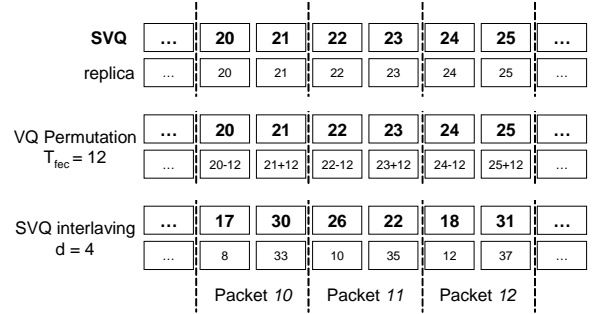 SVQ ... 20 21 22 23 24 25 ...
replica ... 20 21 22 23 24 25 ...
VQ Permutation ... 20 21 22 23 24 25 ...
Tfec = 12 ... 20-12 21+12 22-12 23+12 24-12 25+12 ...
SVQ interlaving ... 17 30 26 22 18 31 ...
d = 4 ... 8 33 10 35 12 37 ...
Packet 10 Packet 11 Packet 12